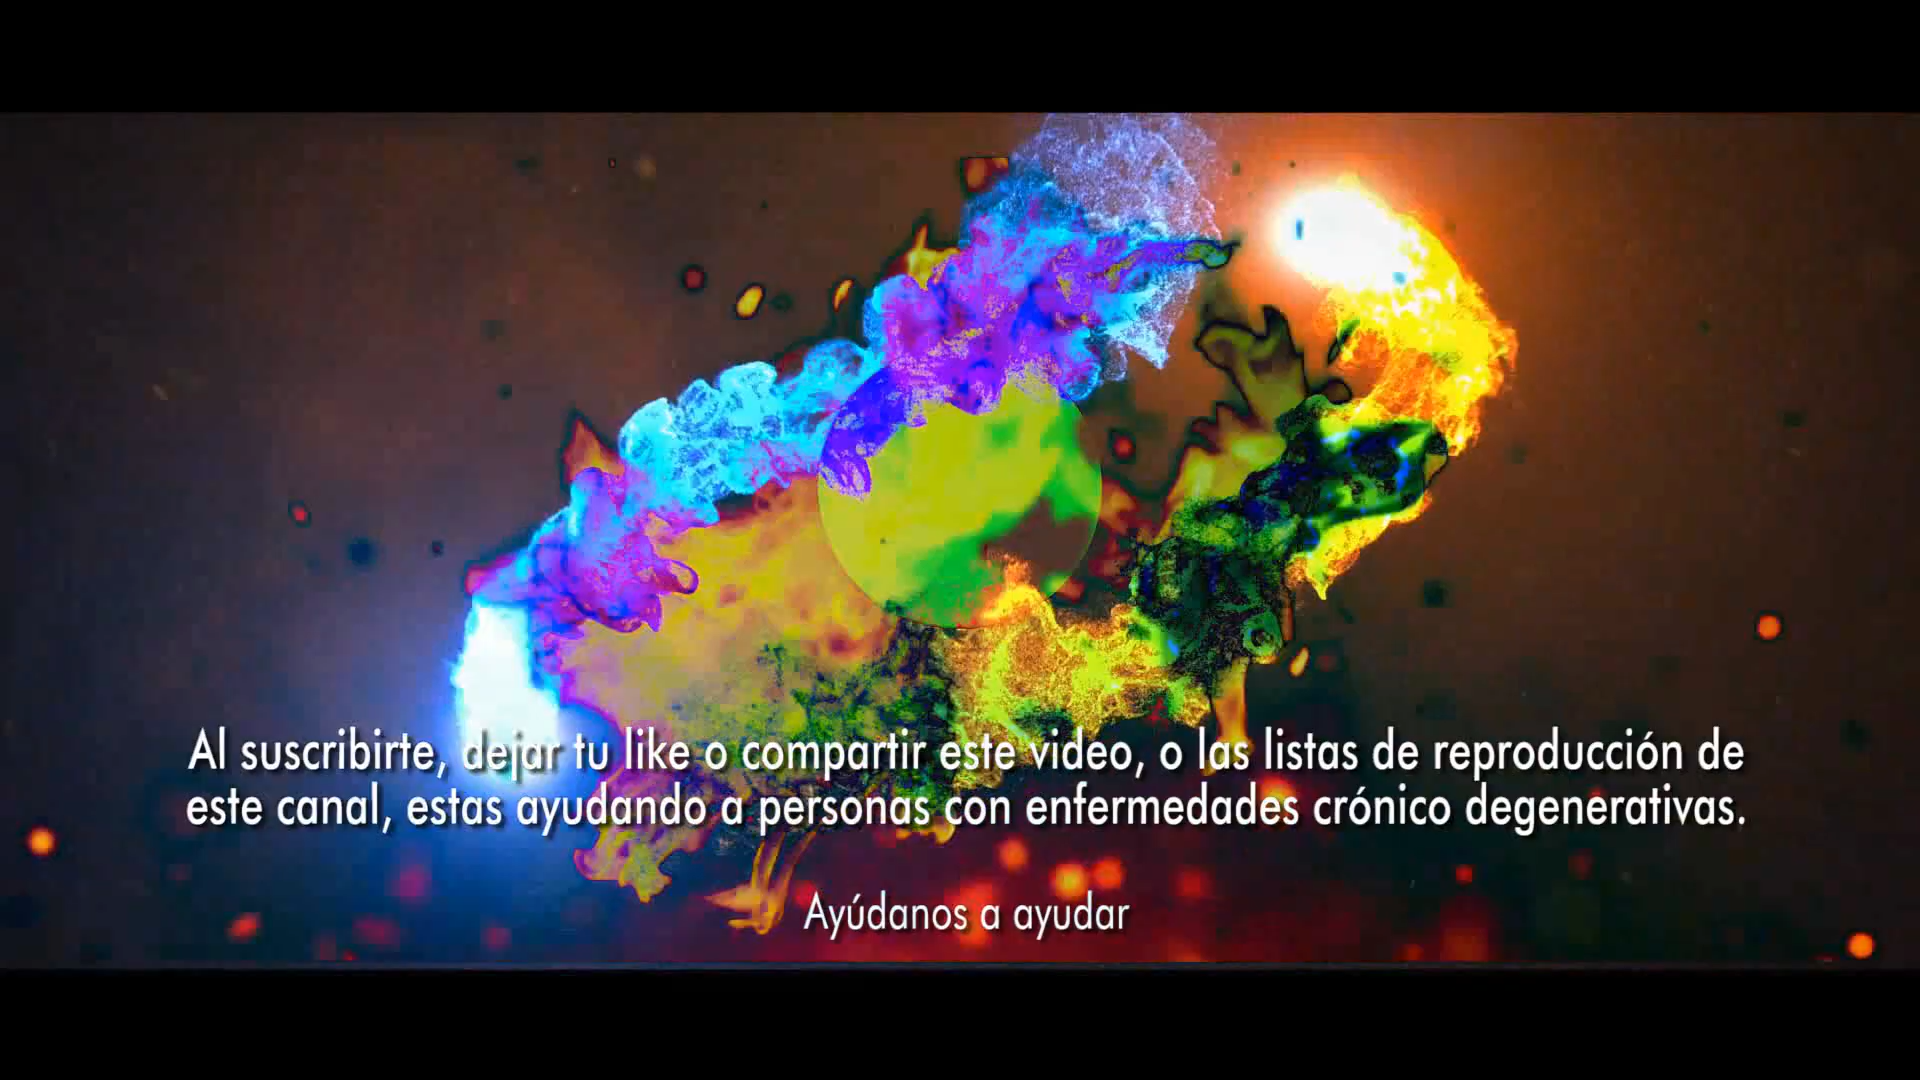 Al suscribirte, dejar tu like o compartir este video, o las listas de reproducción de
este canal, estas ayudando a personas con enfermedades crónico degenerativas.
Ayúdanos a ayudar